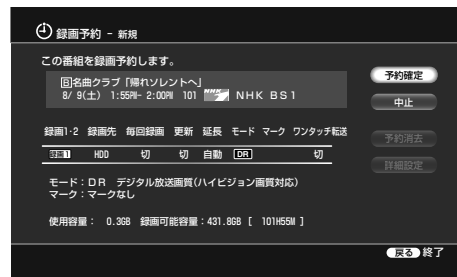 録画予約 - 新規
この番組を録画予約します。
圓名曲クラブ「帰れソレントへ」
8/ 9(土) 1:55PM- 2:00PM 101 NHK BS1
録画1・2 録画先 毎回録画 更新 延長 モード マーク ワンタッチ転送
録画1 HDD 切 切 自動 DR 切
モード：DR デジタル放送画質(ハイビジョン画質対応)
マーク：マークなし
使用容量： 0.3GB 録画可能容量：431.8GB [ 101H55M ]
予約確定
中止
予約消去
詳細設定
戻る 終了